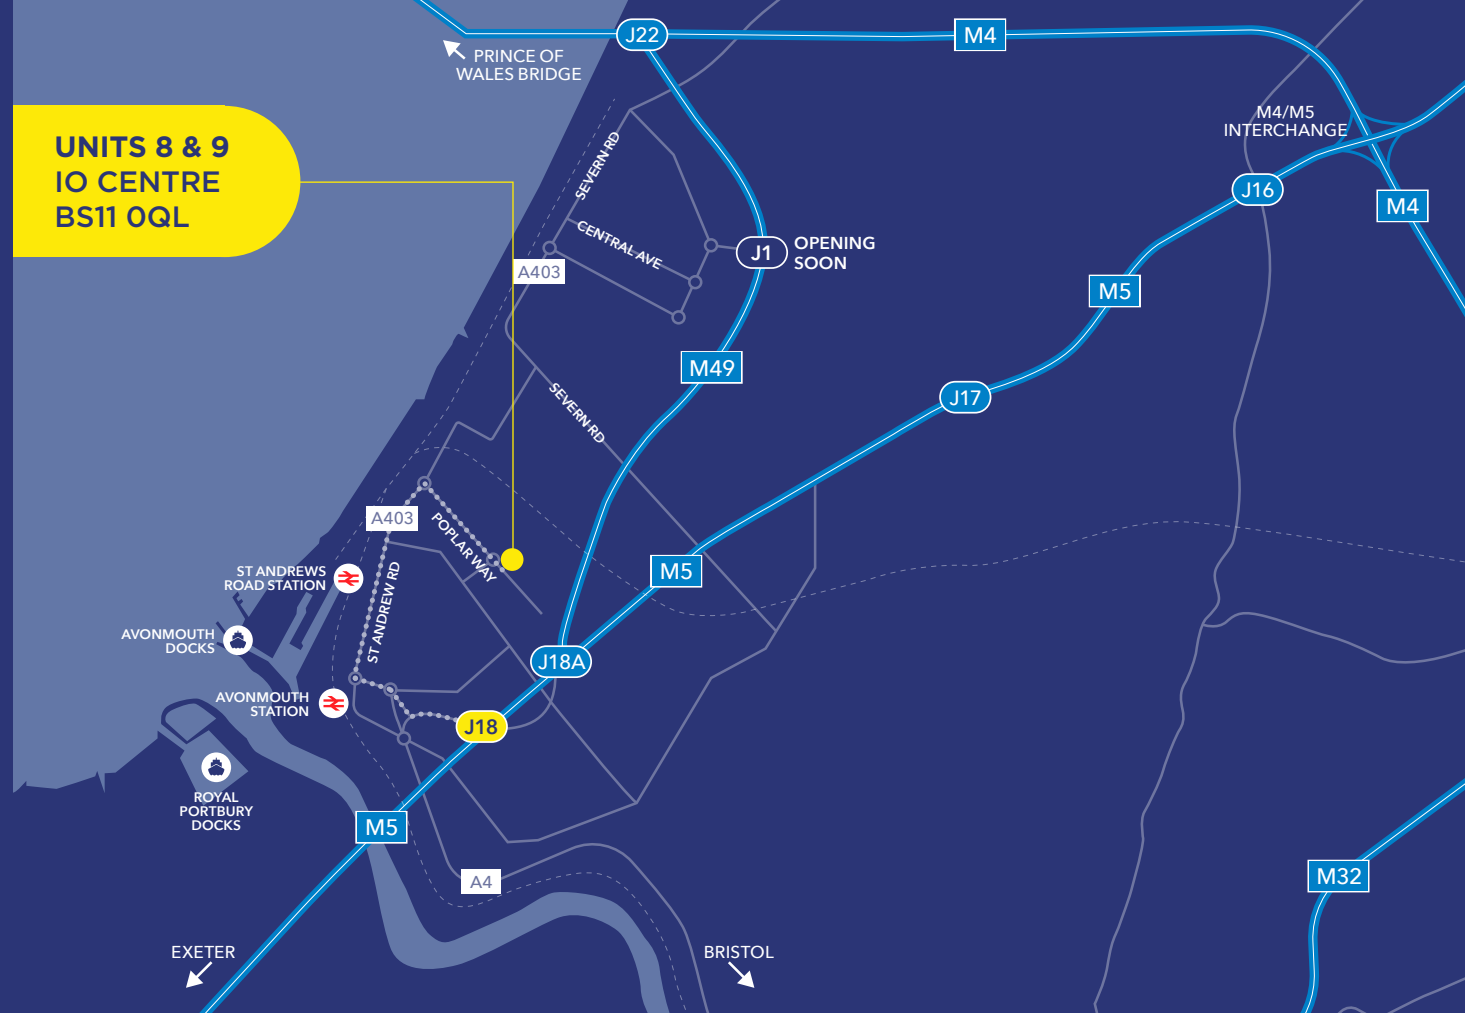 J22
M4
PRINCE OF
WALES BRIDGE
M4/M5
INTERCHANGE
UNITS 8 & 9
IO CENTRE
BS11 0QL
SEVERN RD
J16
M4
CENTRAL AVE
J1
OPENING
SOON
A403
M5
M49
J17
SEVERN RD
A403
POPLAR WAY
ST ANDREWS
ROAD STATION
M5
ST ANDREW RD
AVONMOUTH
DOCKS
J18A
AVONMOUTH
STATION
J18
ROYAL
PORTBURY
DOCKS
M5
A4
M32
EXETER
BRISTOL